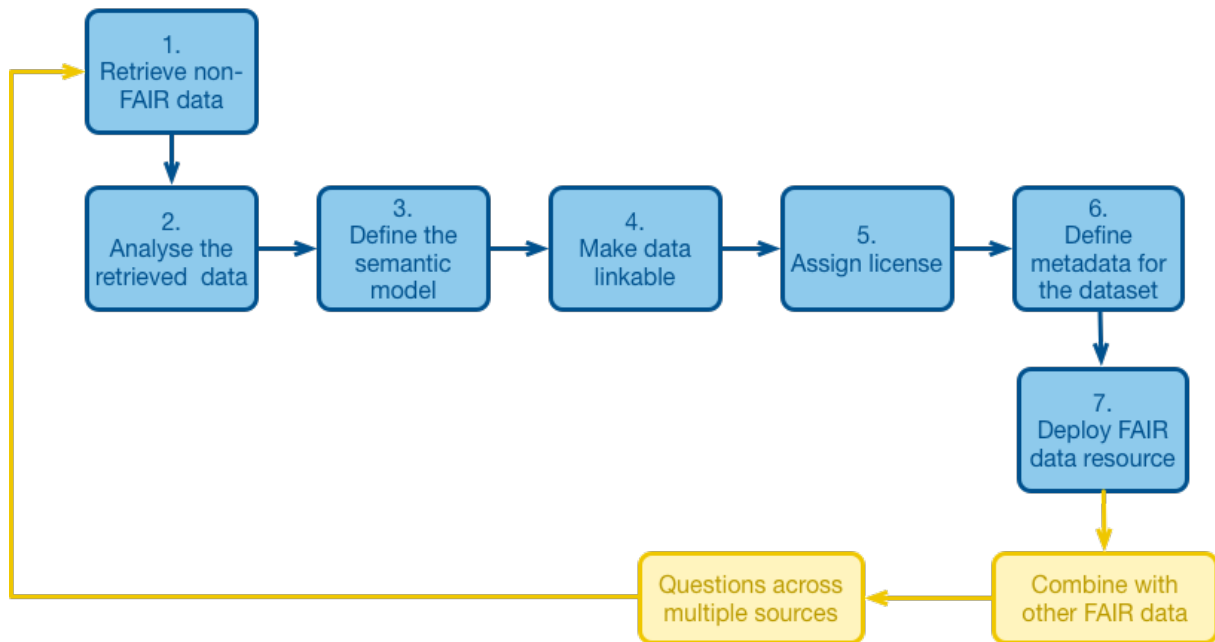 1.
Retrieve non-
FAIR data
2.
Analyse the
retrieved data
3.
Define the
semantic
model
4.
Make data
linkable
5.
Assign license
6.
Define
metadata for
the dataset
7.
Deploy FAIR
data resource
Combine with
other FAIR data
Questions across
multiple sources